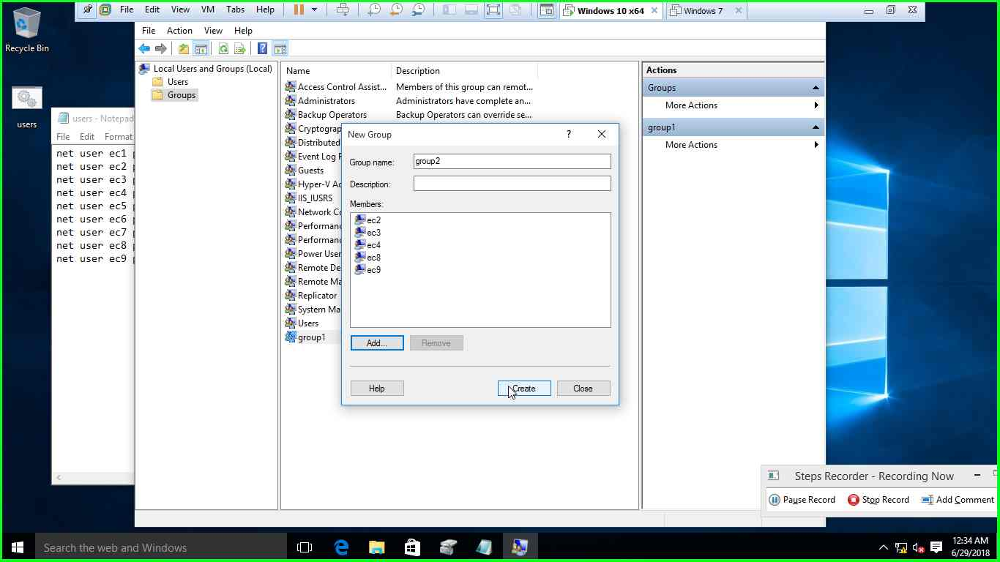 File Edit View VM Tabs Help Windows 10 x64 Windows 7
Recycle Bin
users
users - Notepad
File Edit Format
net user ec1 p
net user ec2 p
net user ec3 p
net user ec4 p
net user ec5 p
net user ec6 p
net user ec7 p
net user ec8 p
net user ec9 p
File Action View Help
Local Users and Groups (Local)
Users
Groups
Name Description
Access Control Assist... Members of this group can remot...
Administrators Administrators have complete an...
Backup Operators Backup Operators can override se...
Cryptograp
Distributed
Event Log R
Guests
Hyper-V Ad
IIS_IUSRS
Network Co
Performanc
Performanc
Power User
Remote De
Remote Ma
Replicator
System Ma
Users
group1
New Group ?
Group name: group2
Description:
Members:
ec2
ec3
ec4
ec8
ec9
Add... Remove
Help Create Close
Actions
Groups
More Actions
group1
More Actions
Steps Recorder - Recording Now
Pause Record Stop Record Add Comment
Search the web and Windows
12:34 AM
6/29/2018